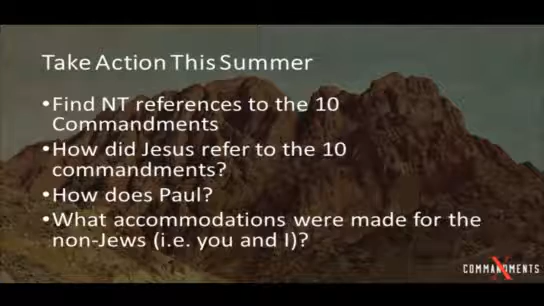 Take Action This Summer
•Find NT references to the 10
Commandments
•How did Jesus refer to the 10
commandments?
•How does Paul?
•What accommodations were made for the
non-Jews (i.e. you and I)?
COMMANDMENTS